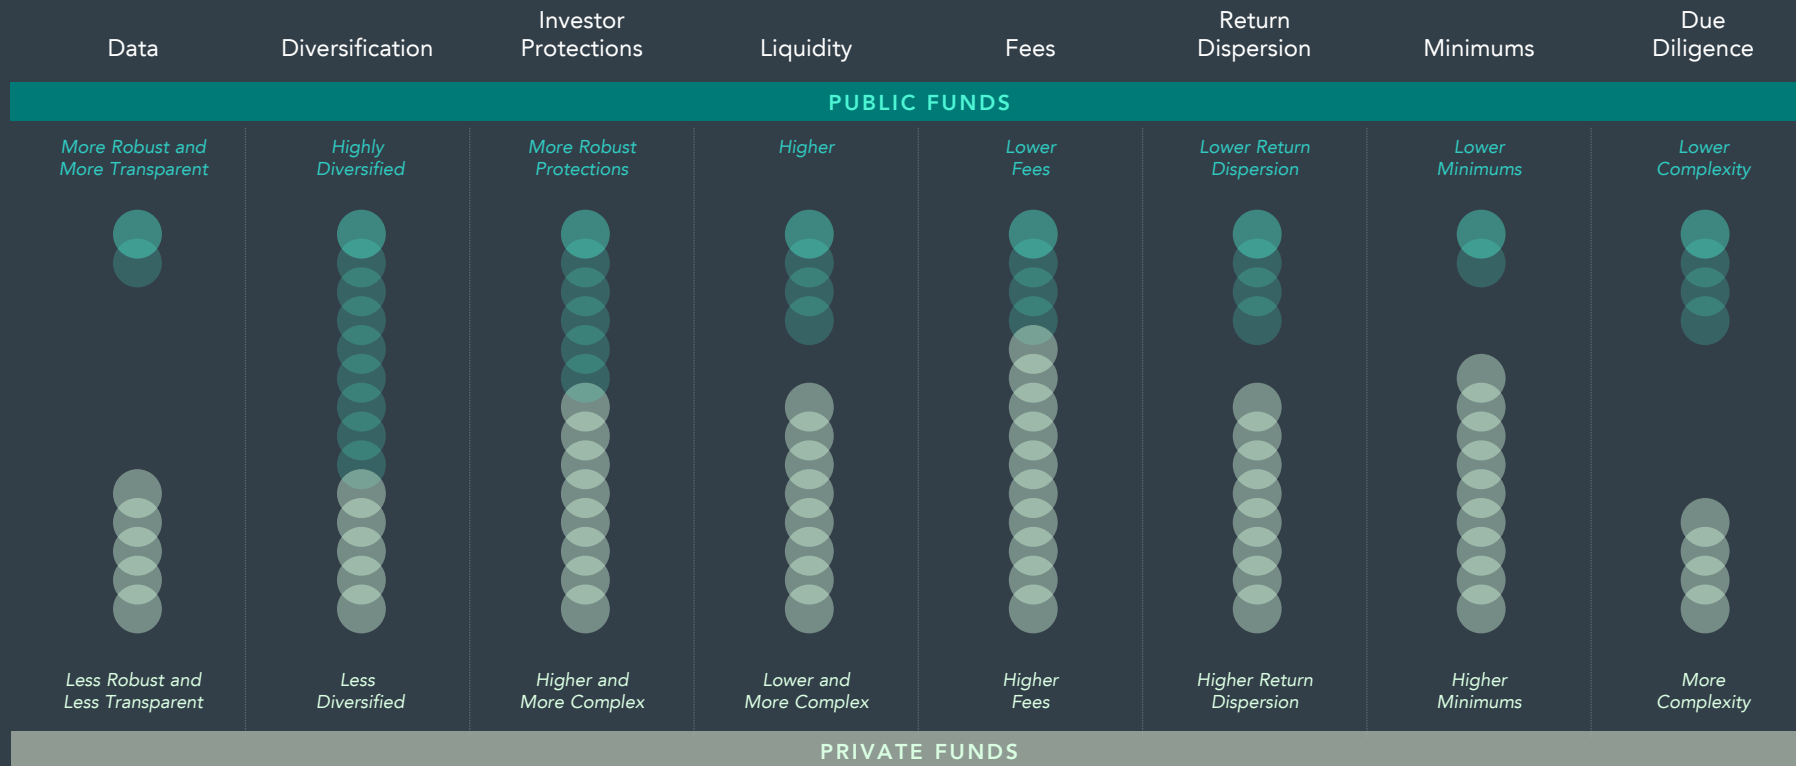 Data
Diversification
Investor
Protections
Liquidity
Fees
Return
Dispersion
Minimums
Due
Diligence
PUBLIC FUNDS
More Robust and
More Transparent
Highly
Diversified
More Robust
Protections
Higher
Lower
Fees
Lower Return
Dispersion
Lower
Minimums
Lower
Complexity
Less Robust and
Less Transparent
Less
Diversified
Higher and
More Complex
Lower and
More Complex
Higher
Fees
Higher Return
Dispersion
Higher
Minimums
More
Complexity
PRIVATE FUNDS